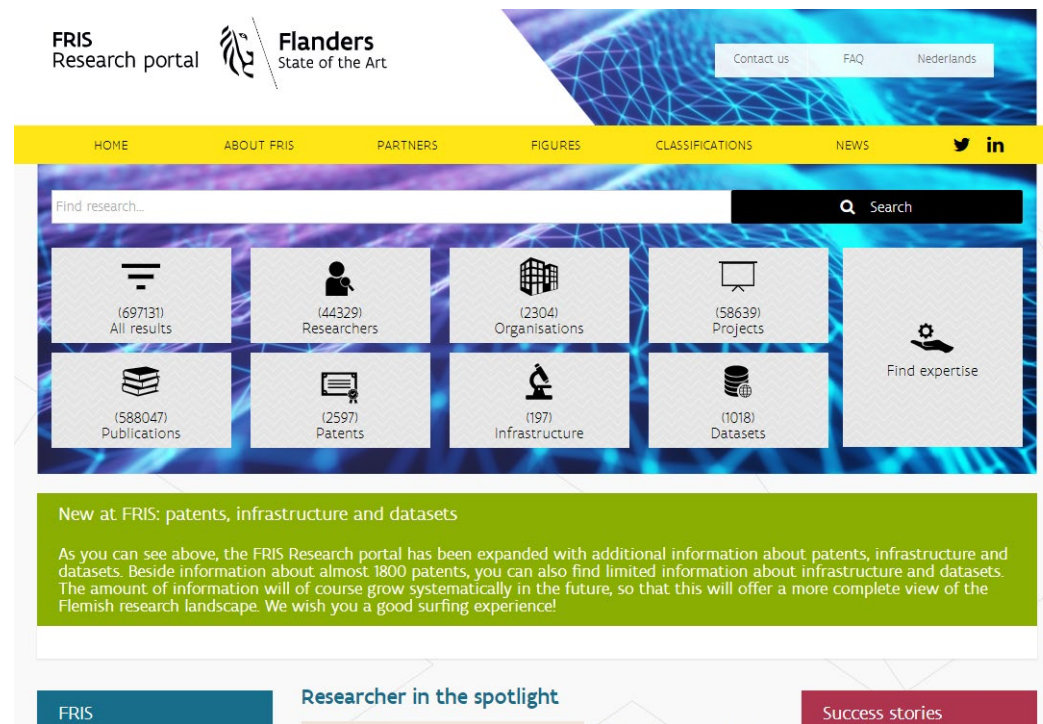 FRIS
Research portal
Flanders
State of the Art
Contact us
FAQ
Nederlands
HOME
ABOUT FRIS
PARTNERS
FIGURES
CLASSIFICATIONS
NEWS
in
Find research...
Search
(697131)
All results
(44329)
Researchers
(2304)
Organisations
(58639)
Projects
Find expertise
(588047)
Publications
(2597)
Patents
(197)
Infrastructure
(1018)
Datasets
New at FRIS: patents, infrastructure and datasets
As you can see above, the FRIS Research portal has been expanded with additional information about patents, infrastructure and
datasets. Beside information about almost 1800 patents, you can also find limited information about infrastructure and datasets.
The amount of information will of course grow systematically in the future, so that this will offer a more complete view of the
Flemish research landscape. We wish you a good surfing experience!
FRIS
Researcher in the spotlight
Success stories